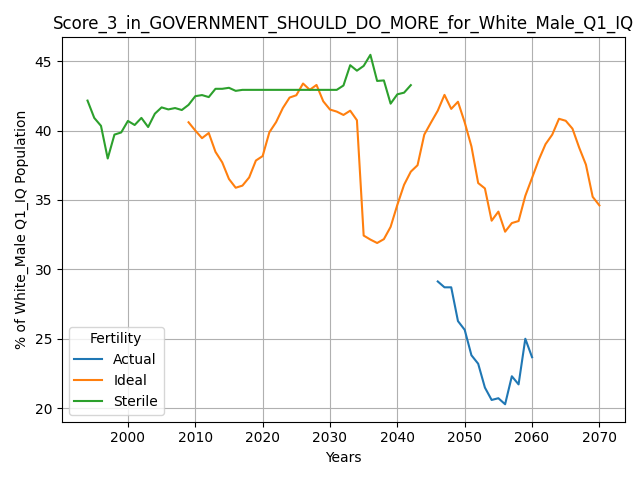 Score_3_in_GOVERNMENT_SHOULD_DO_MORE_for_White_Male_Q1_IQ
% of White_Male Q1_IQ Population
45
40
35
30
25
20
Fertility
Actual
Ideal
Sterile
2000 2010 2020 2030 2040 2050 2060 2070
Years